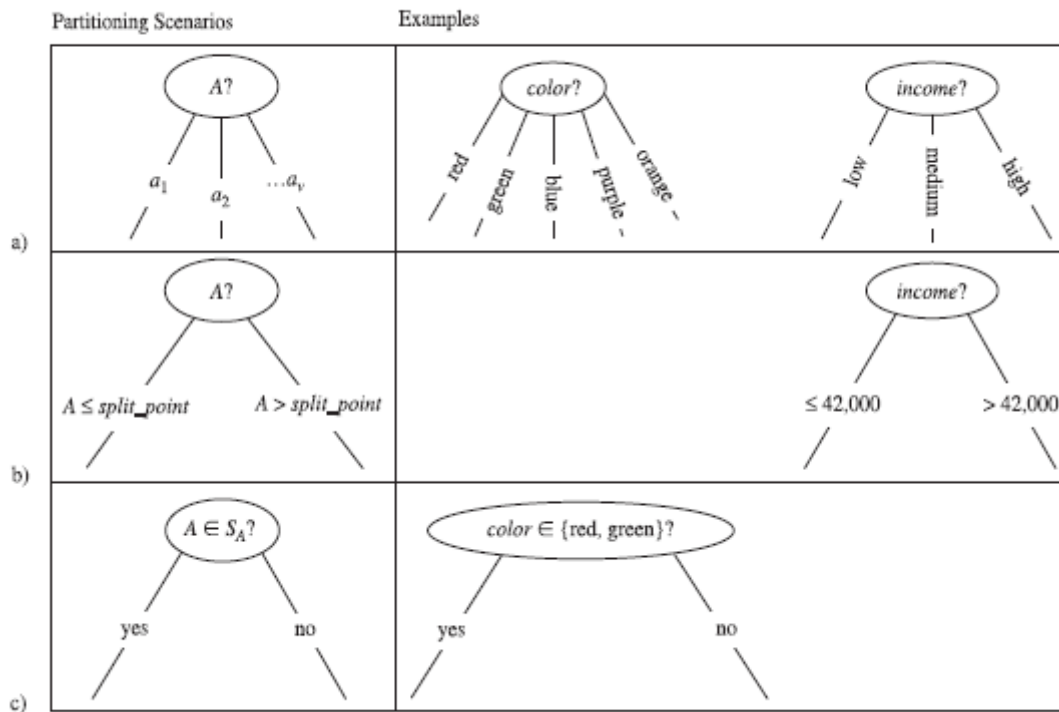 Partitioning Scenarios
Examples
A?
a1
a2
...av
color?
red
green
blue
purple
orange
income?
low
medium
high
a)
A?
A ≤ split_point
A > split_point
income?
≤ 42,000
> 42,000
b)
A ∈ SA?
yes
no
color ∈ {red, green}?
yes
no
c)